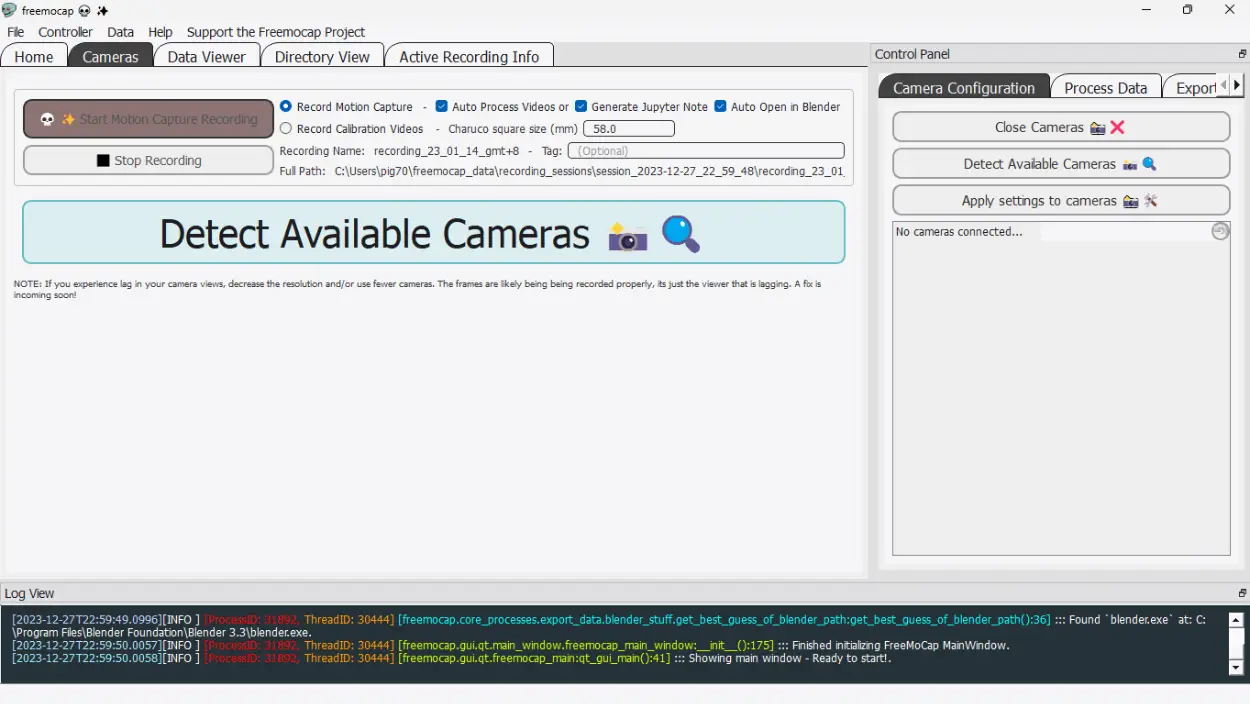 freemocap
File Controller Data Help Support the Freemocap Project
Home Cameras Data Viewer Directory View Active Recording Info
Control Panel
Camera Configuration Process Data Export
Start Motion Capture Recording
Record Motion Capture - Auto Process Videos or Generate Jupyter Note Auto Open in Blender
Record Calibration Videos - Charuco square size (mm) 58.0
Stop Recording
Recording Name: recording_23_01_14_gmt+8 - Tag: (Optional)
Full Path: C:\Users\pig70\freemocap_data\recording_sessions\session_2023-12-27_22_59_48\recording_23_01_
Detect Available Cameras
NOTE: If you experience lag in your camera views, decrease the resolution and/or use fewer cameras. The frames are likely being being recorded properly, its just the viewer that is lagging. A fix is
incoming soon!
Close Cameras
Detect Available Cameras
Apply settings to cameras
No cameras connected...
Log View
[2023-12-27T22:59:49.0996][INFO ] [ProcessID: 31892, ThreadID: 30444] [freemocap.core_processes.export_data.blender_stuff.get_best_guess_of_blender_path:get_best_guess_of_blender_path():36] ::: Found `blender.exe` at: C:
\Program Files\Blender Foundation\Blender 3.3\blender.exe.
[2023-12-27T22:59:50.0057][INFO ] [ProcessID: 31892, ThreadID: 30444] [freemocap.gui.qt.main_window.freemocap_main_window:__init__():175] ::: Finished initializing FreeMoCap MainWindow.
[2023-12-27T22:59:50.0058][INFO ] [ProcessID: 31892, ThreadID: 30444] [freemocap.gui.qt.freemocap_main:qt_gui_main():41] ::: Showing main window - Ready to start!.